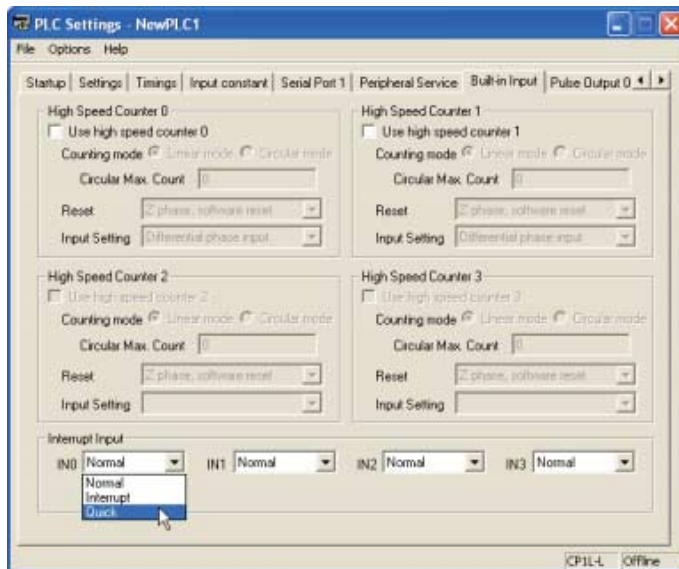 PLC Settings - NewPLC1
File Options Help
Startup Settings Timings Input constant Serial Port 1 Peripheral Service Built-in Input Pulse Output 0
High Speed Counter 0
Use high speed counter 0
Counting mode Linear mode Circular mode
Circular Max. Count 0
Reset Z phase, software reset
Input Setting Differential phase input
High Speed Counter 1
Use high speed counter 1
Counting mode Linear mode Circular mode
Circular Max. Count 0
Reset Z phase, software reset
Input Setting Differential phase input
High Speed Counter 2
Use high speed counter 2
Counting mode Linear mode Circular mode
Circular Max. Count 0
Reset Z phase, software reset
Input Setting
High Speed Counter 3
Use high speed counter 3
Counting mode Linear mode Circular mode
Circular Max. Count 0
Reset Z phase, software reset
Input Setting
Interrupt Input
IN0 Normal IN1 Normal IN2 Normal IN3 Normal
Normal
Interrupt
Quick
CP1L-L Offline